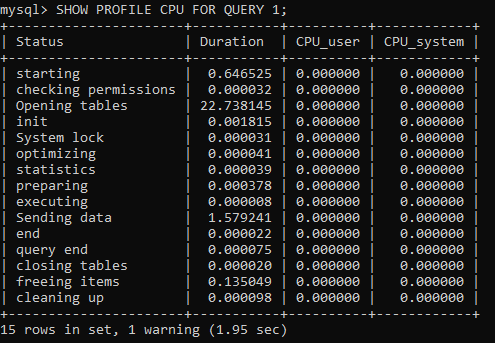 mysql> SHOW PROFILE CPU FOR QUERY 1;
+----------------------+-----------+----------+------------+
| Status               | Duration  | CPU_user | CPU_system |
+----------------------+-----------+----------+------------+
| starting             |  0.646525 | 0.000000 |   0.000000 |
| checking permissions |  0.000032 | 0.000000 |   0.000000 |
| Opening tables       | 22.738145 | 0.000000 |   0.000000 |
| init                 |  0.001815 | 0.000000 |   0.000000 |
| System lock          |  0.000031 | 0.000000 |   0.000000 |
| optimizing           |  0.000041 | 0.000000 |   0.000000 |
| statistics           |  0.000039 | 0.000000 |   0.000000 |
| preparing            |  0.000378 | 0.000000 |   0.000000 |
| executing            |  0.000008 | 0.000000 |   0.000000 |
| Sending data         |  1.579241 | 0.000000 |   0.000000 |
| end                  |  0.000022 | 0.000000 |   0.000000 |
| query end            |  0.000075 | 0.000000 |   0.000000 |
| closing tables       |  0.000020 | 0.000000 |   0.000000 |
| freeing items        |  0.135049 | 0.000000 |   0.000000 |
| cleaning up          |  0.000098 | 0.000000 |   0.000000 |
+----------------------+-----------+----------+------------+
15 rows in set, 1 warning (1.95 sec)